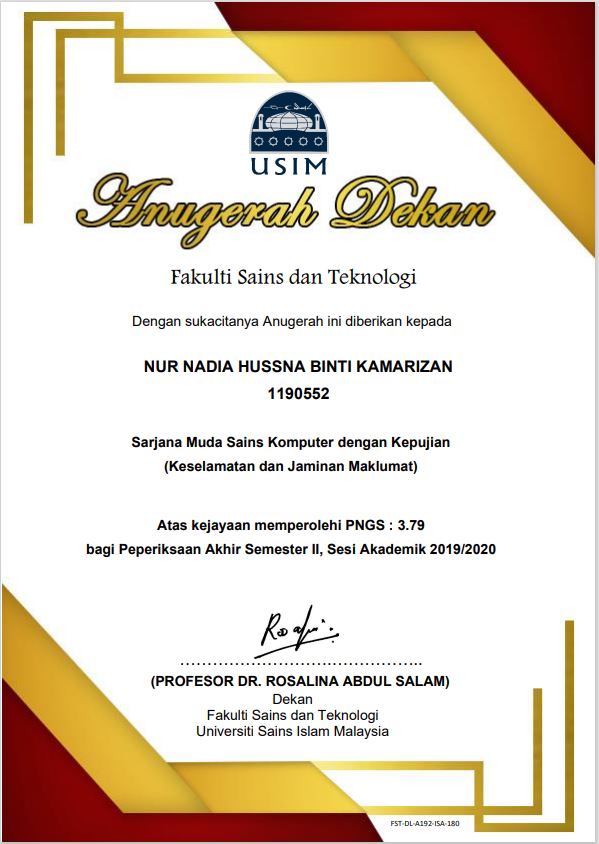 USIM
Anugerah Dekan
Fakulti Sains dan Teknologi
Dengan sukacitanya Anugerah ini diberikan kepada
NUR NADIA HUSSNA BINTI KAMARIZAN
1190552
Sarjana Muda Sains Komputer dengan Kepujian
(Keselamatan dan Jaminan Maklumat)
Atas kejayaan memperolehi PNGS : 3.79
bagi Peperiksaan Akhir Semester II, Sesi Akademik 2019/2020
(PROFESOR DR. ROSALINA ABDUL SALAM)
Dekan
Fakulti Sains dan Teknologi
Universiti Sains Islam Malaysia
FST-DL-A192-ISA-180